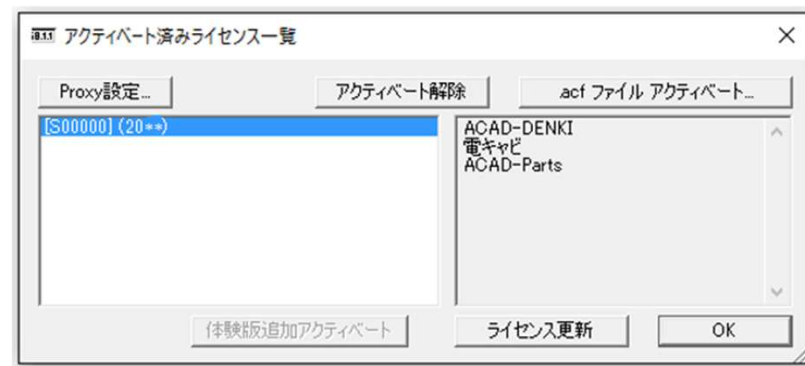 アクティベート済みライセンス一覧
Proxy設定...
アクティベート解除
.acf ファイル アクティベート...
[S00000] (20**)
ACAD-DENKI
電キャビ
ACAD-Parts
体験版追加アクティベート
ライセンス更新
OK